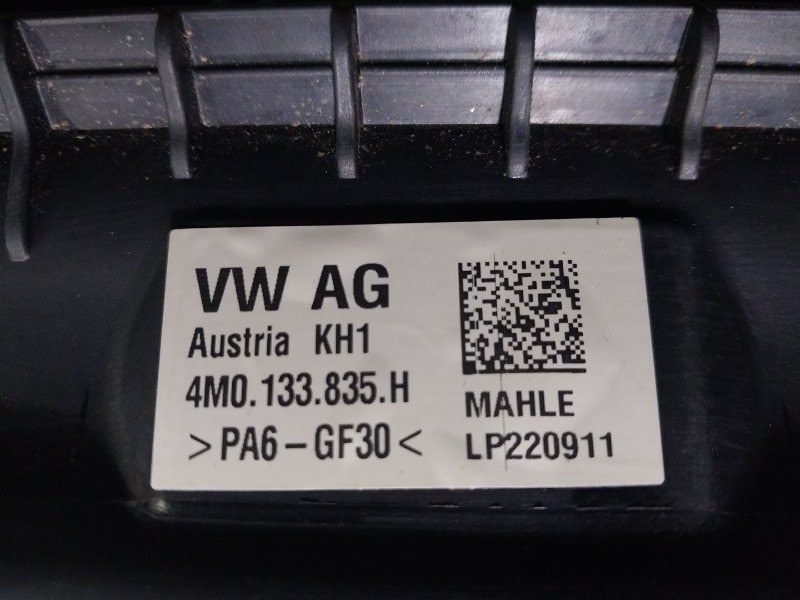 VW AG
Austria KH1
4M0.133.835.H
>PA6-GF30<
MAHLE
LP220911